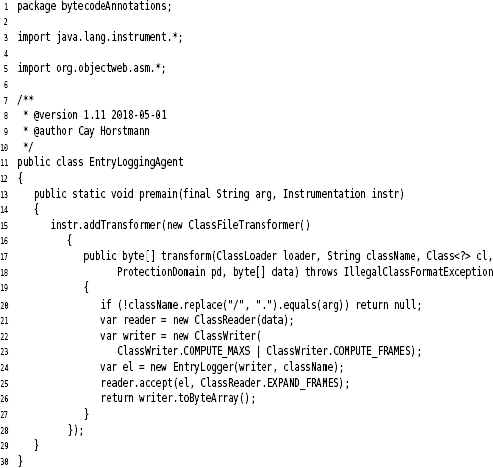 1 package bytecodeAnnotations;
2
3 import java.lang.instrument.*;
4
5 import org.objectweb.asm.*;
6
7 /**
8  * @version 1.11 2018-05-01
9  * @author Cay Horstmann
10  */
11 public class EntryLoggingAgent
12 {
13    public static void premain(final String arg, Instrumentation instr)
14    {
15       instr.addTransformer(new ClassFileTransformer()
16          {
17             public byte[] transform(ClassLoader loader, String className, Class<?> cl,
18                   ProtectionDomain pd, byte[] data) throws IllegalClassFormatException
19             {
20                if (!className.replace("/", ".").equals(arg)) return null;
21                var reader = new ClassReader(data);
22                var writer = new ClassWriter(
23                   ClassWriter.COMPUTE_MAXS | ClassWriter.COMPUTE_FRAMES);
24                var el = new EntryLogger(writer, className);
25                reader.accept(el, ClassReader.EXPAND_FRAMES);
26                return writer.toByteArray();
27             }
28          });
29    }
30 }